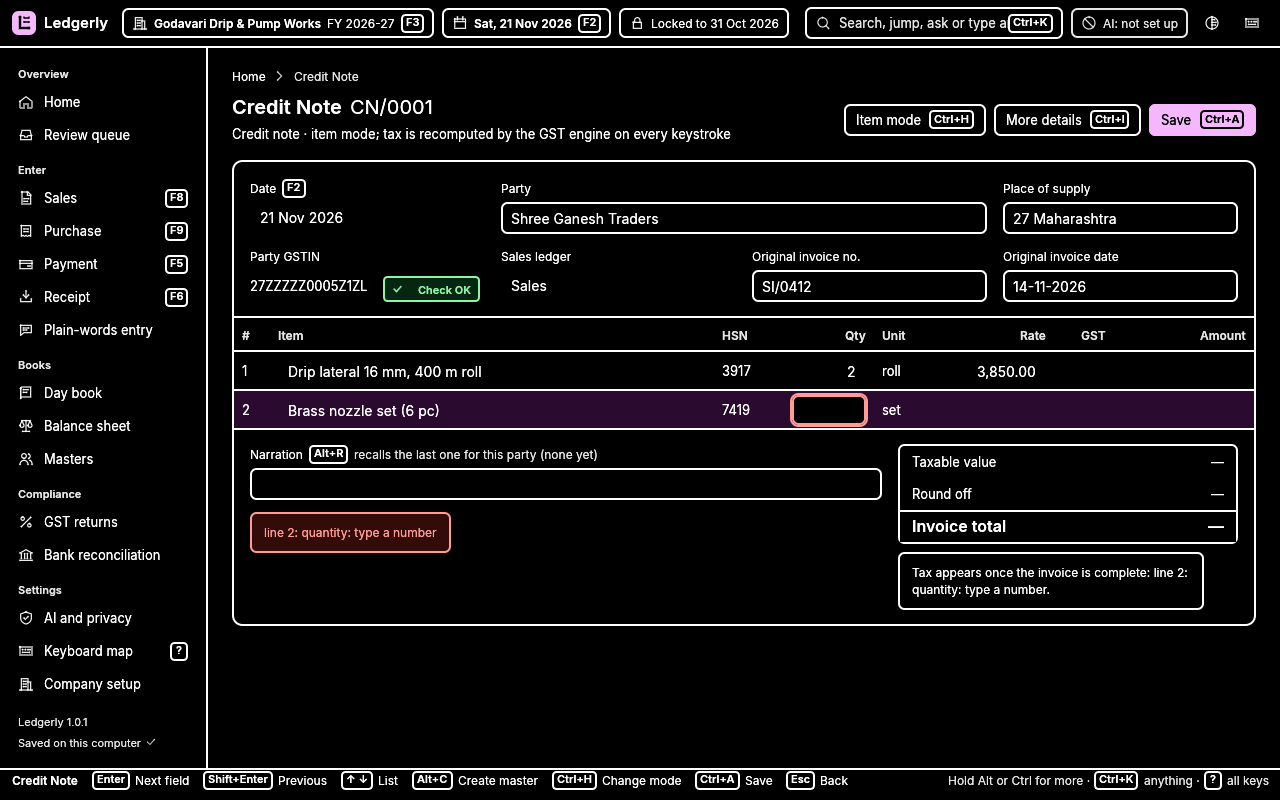 Ledgerly
Godavari Drip & Pump Works FY 2026-27 F3
Sat, 21 Nov 2026 F2
Locked to 31 Oct 2026
Search, jump, ask or type a Ctrl+K
AI: not set up
Overview
Home
Review queue
Enter
Sales F8
Purchase F9
Payment F5
Receipt F6
Plain-words entry
Books
Day book
Balance sheet
Masters
Compliance
GST returns
Bank reconciliation
Settings
AI and privacy
Keyboard map ?
Company setup
Ledgerly 1.0.1
Saved on this computer
Home Credit Note
Credit Note CN/0001
Credit note · item mode; tax is recomputed by the GST engine on every keystroke
Item mode Ctrl+H
More details Ctrl+I
Save Ctrl+A
Date F2 Party Place of supply
21 Nov 2026 Shree Ganesh Traders 27 Maharashtra
Party GSTIN Sales ledger Original invoice no. Original invoice date
27ZZZZZ0005Z1ZL Check OK Sales SI/0412 14-11-2026
# Item HSN Qty Unit Rate GST Amount
1 Drip lateral 16 mm, 400 m roll 3917 2 roll 3,850.00
2 Brass nozzle set (6 pc) 7419 set
Narration Alt+R recalls the last one for this party (none yet)
line 2: quantity: type a number
Taxable value —
Round off —
Invoice total —
Tax appears once the invoice is complete: line 2:
quantity: type a number.
Credit Note Enter Next field Shift+Enter Previous ↑ ↓ List Alt+C Create master Ctrl+H Change mode Ctrl+A Save Esc Back Hold Alt or Ctrl for more · Ctrl+K anything · ? all keys